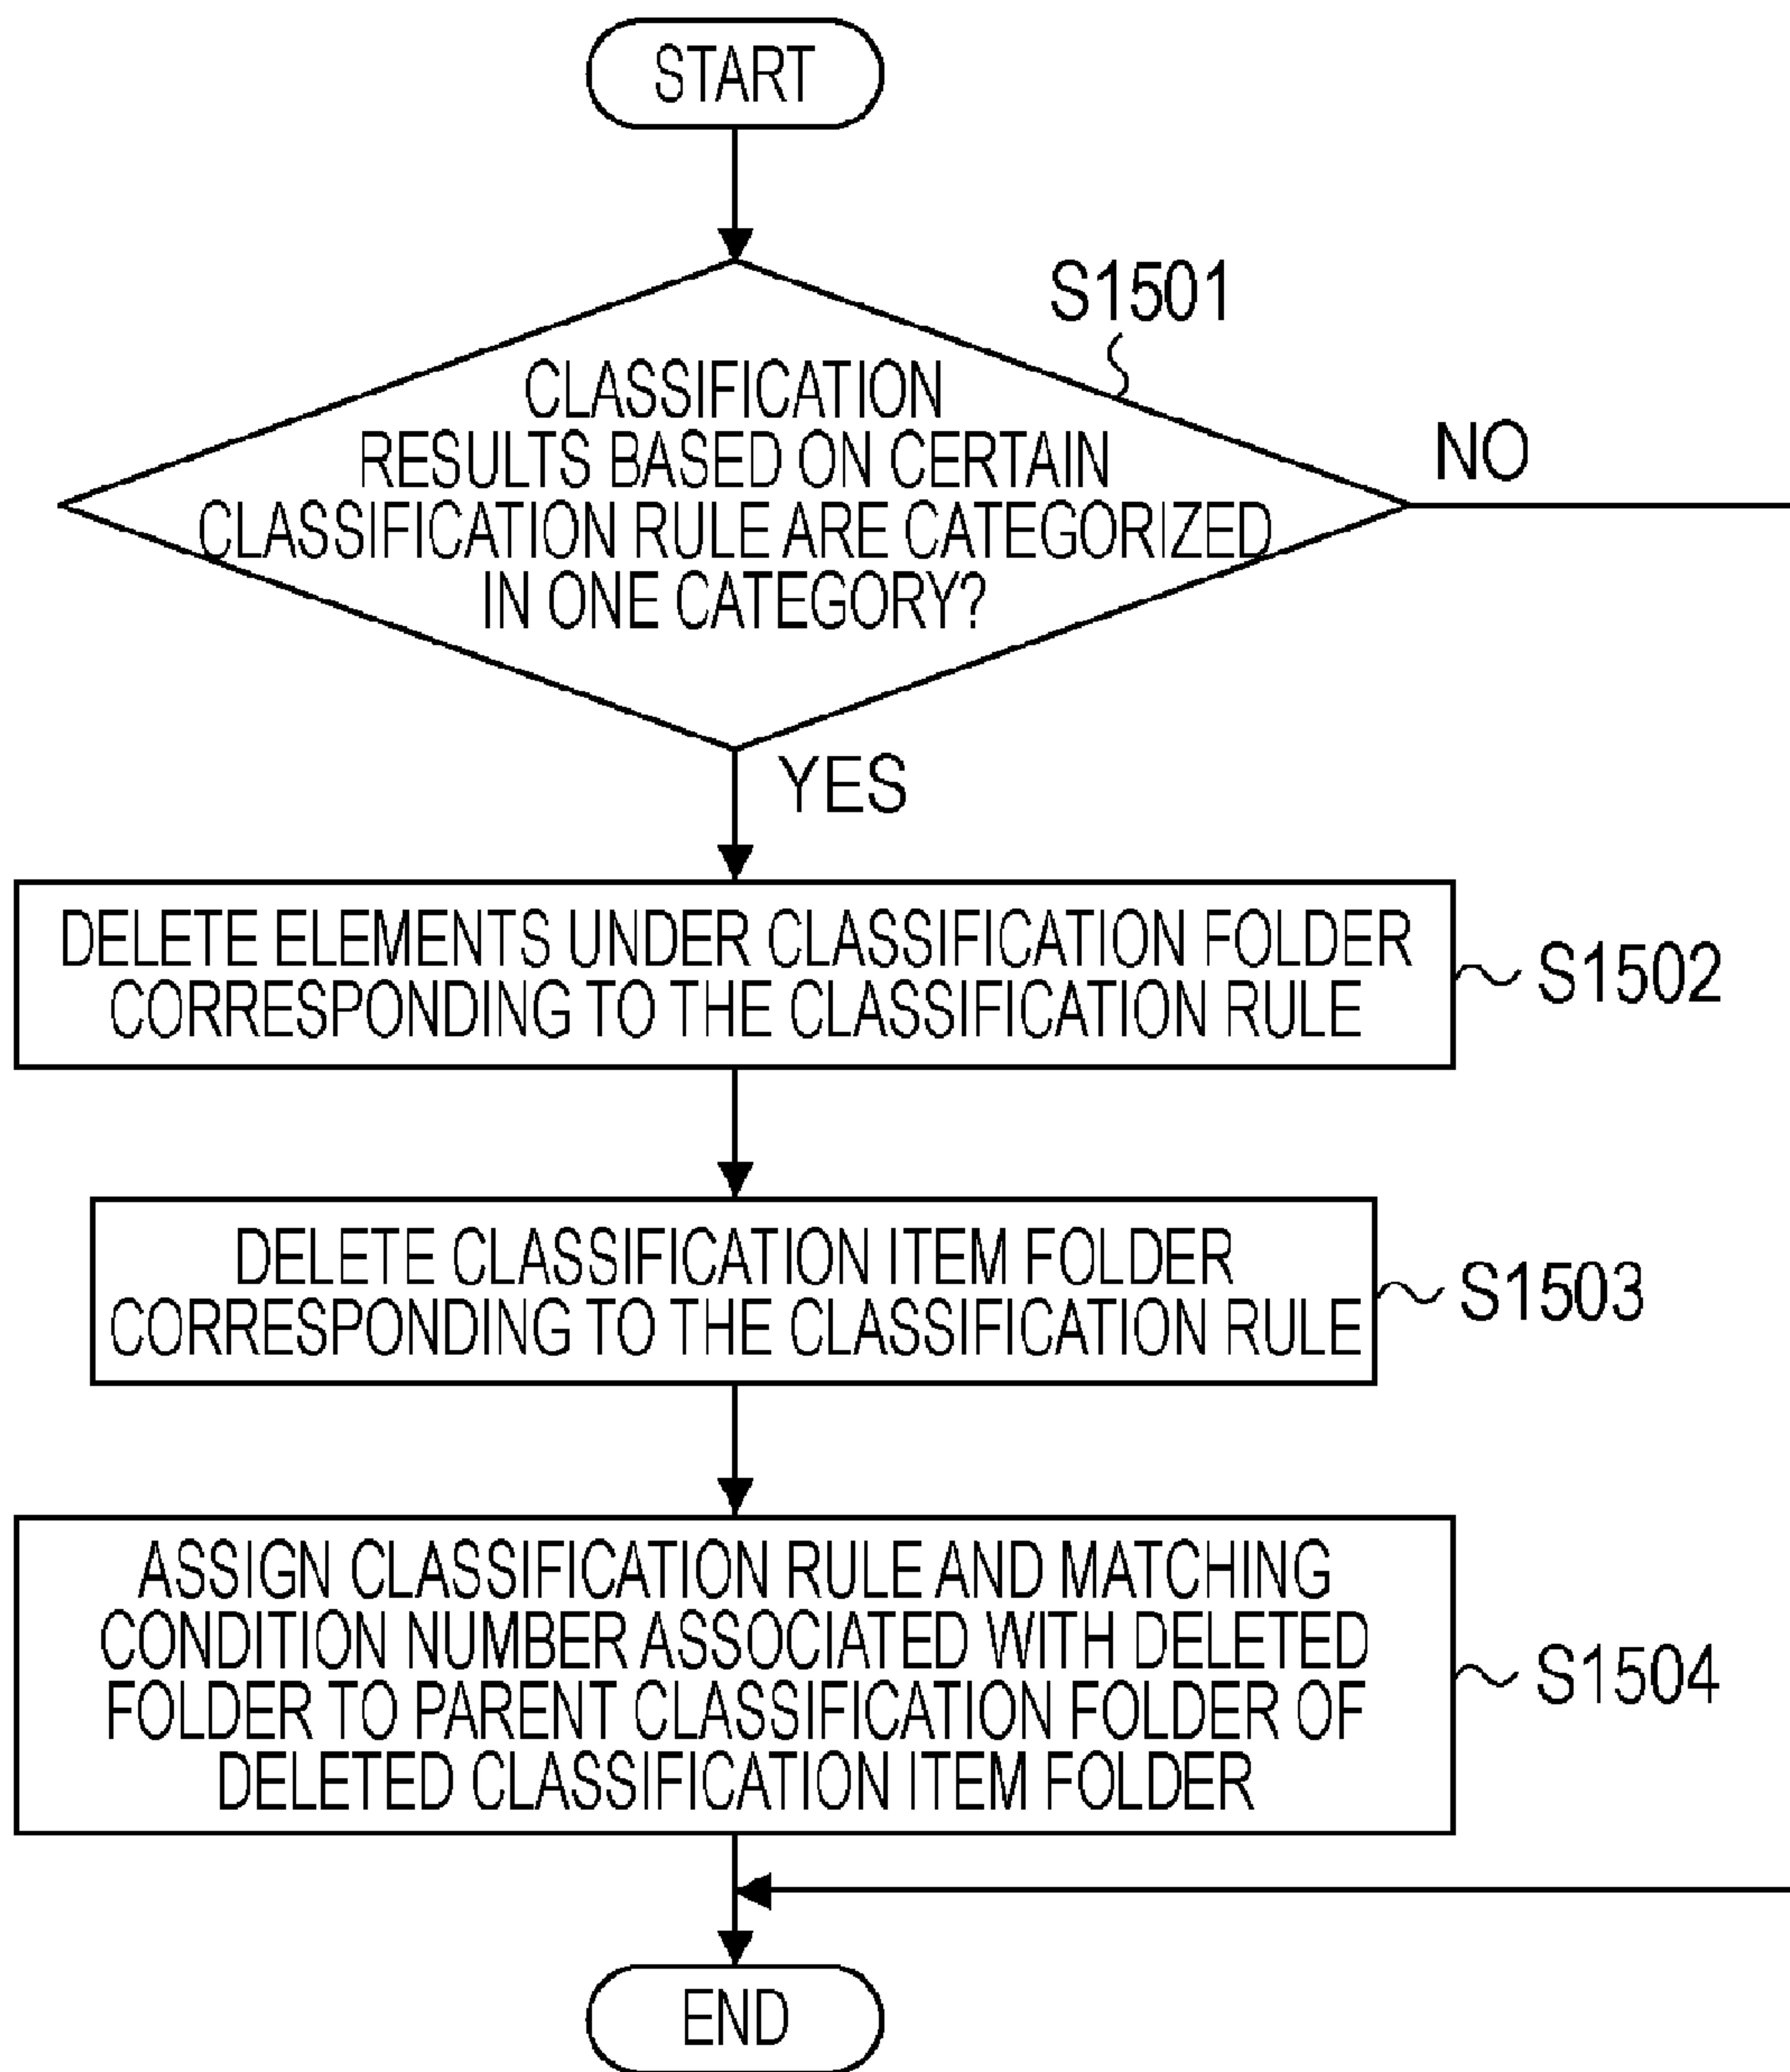 START
S1501
CLASSIFICATION
RESULTS BASED ON CERTAIN
CLASSIFICATION RULE ARE CATEGORIZED
IN ONE CATEGORY?
NO
YES
DELETE ELEMENTS UNDER CLASSIFICATION FOLDER
CORRESPONDING TO THE CLASSIFICATION RULE
S1502
DELETE CLASSIFICATION ITEM FOLDER
CORRESPONDING TO THE CLASSIFICATION RULE
S1503
ASSIGN CLASSIFICATION RULE AND MATCHING
CONDITION NUMBER ASSOCIATED WITH DELETED
FOLDER TO PARENT CLASSIFICATION FOLDER OF
DELETED CLASSIFICATION ITEM FOLDER
S1504
END